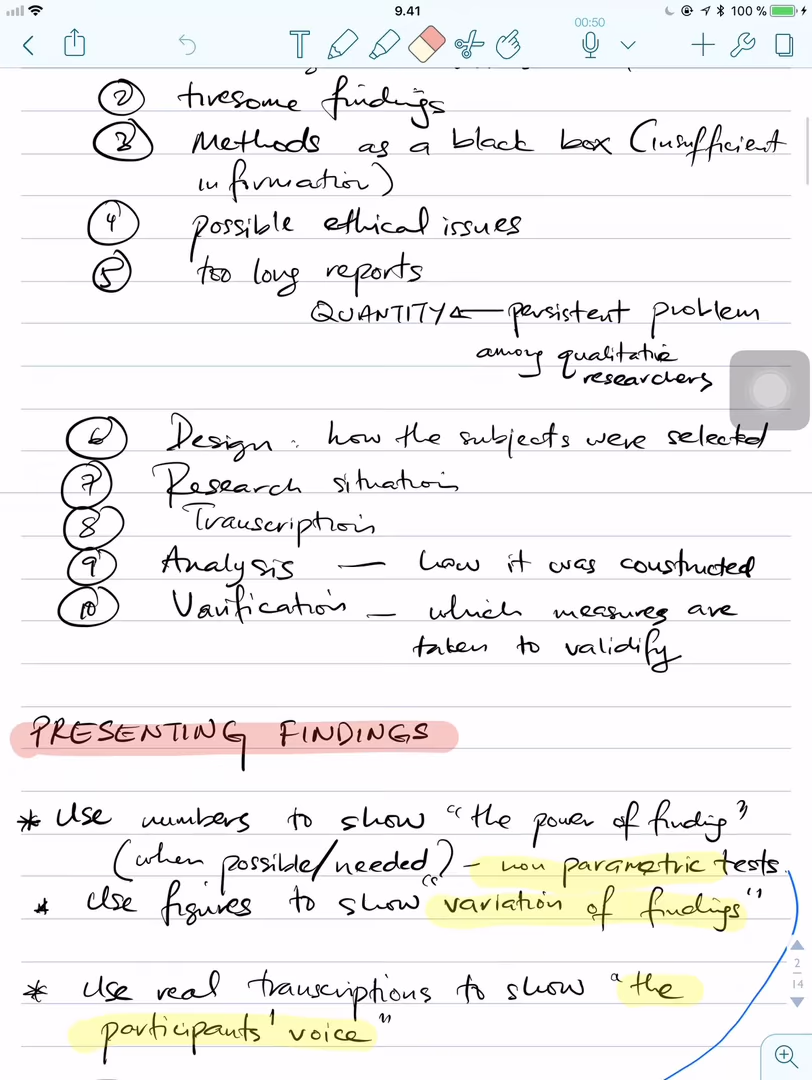 9.41
100 %
00:50
T
② tiresome findings
③ Methods as a black box (insufficient
information)
④ possible ethical issues
⑤ too long reports
QUANTITY ← persistent problem
among qualitative
researchers
⑥ Design : how the subjects were selected
⑦ Research situation
⑧ Transcription
⑨ Analysis — how it was constructed
⑩ Varification — which measures are
taken to validify
PRESENTING FINDINGS
* Use numbers to show "the power of finding"
(when possible/needed) - non parametric tests.
* Use figures to show "variation of findings"
* Use real transcriptions to show "the
participants' voice"
2
14